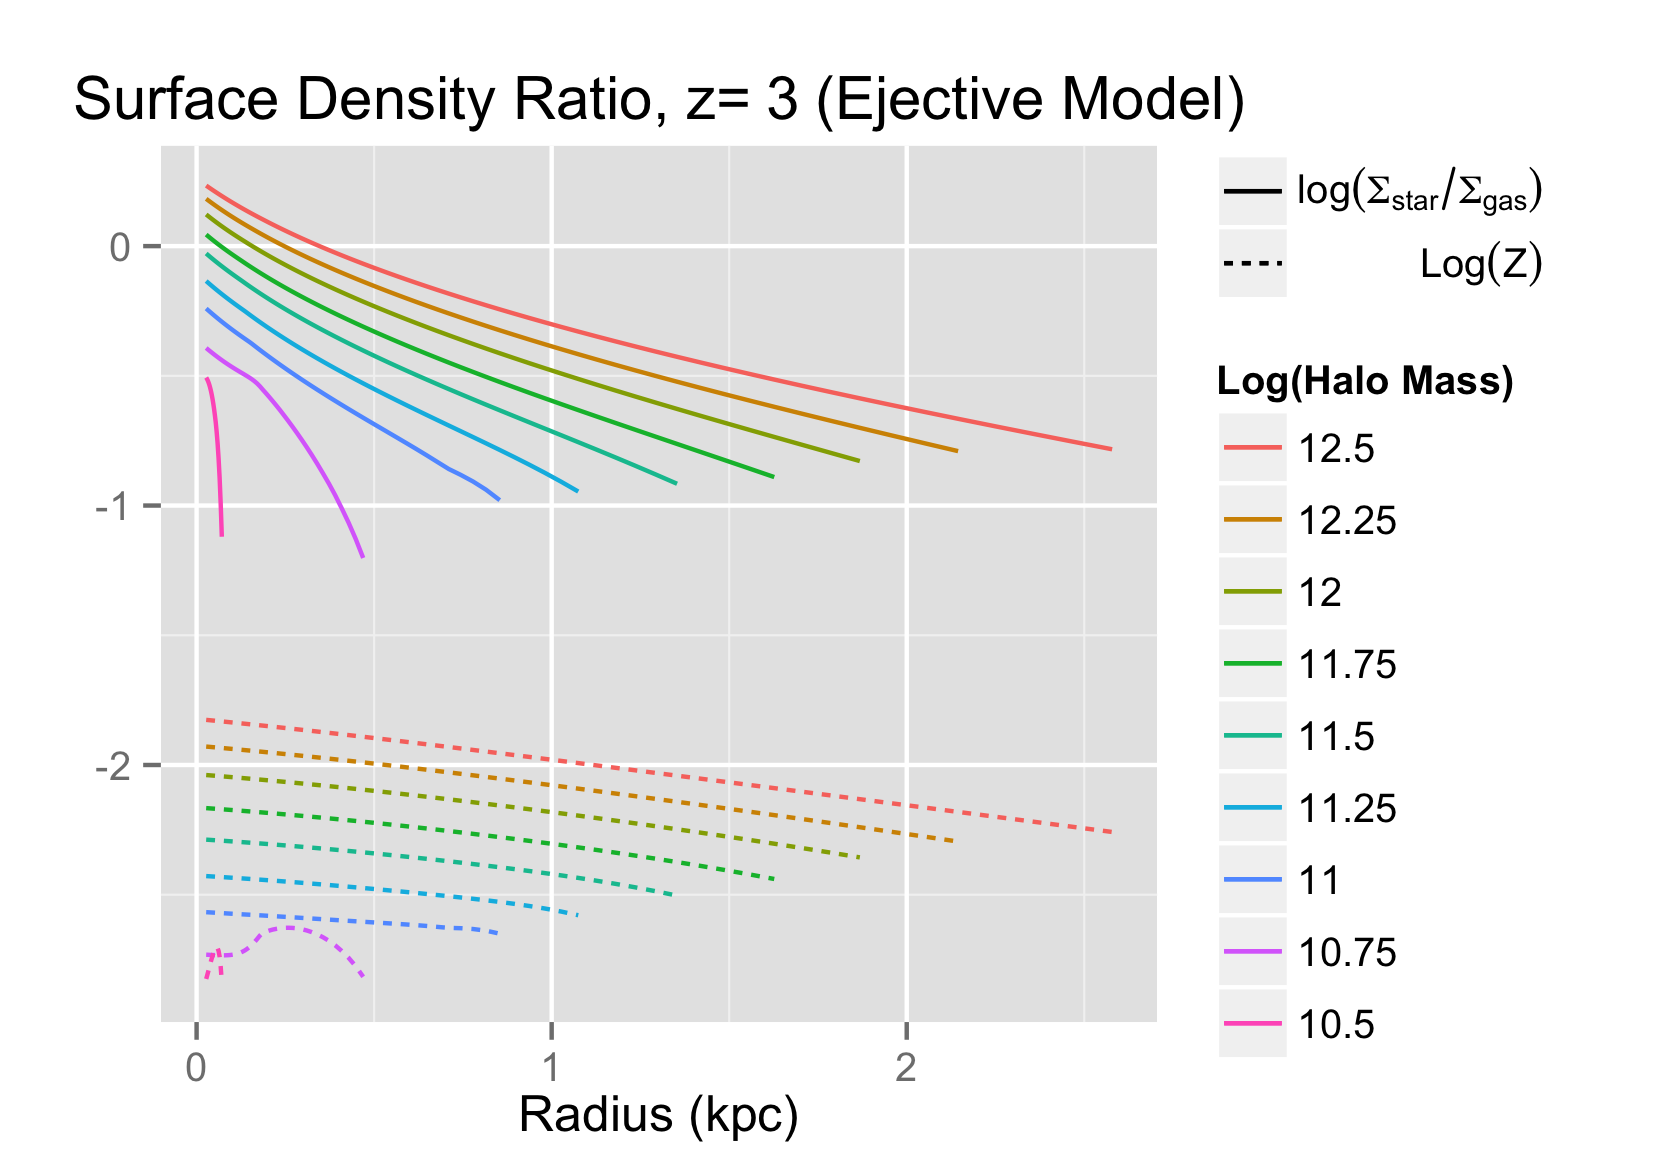 Surface Density Ratio, z= 3 (Ejective Model)
0
-1
-2
0 1 2
Radius (kpc)
log(Σstar/Σgas)
Log(Z)
Log(Halo Mass)
12.5
12.25
12
11.75
11.5
11.25
11
10.75
10.5